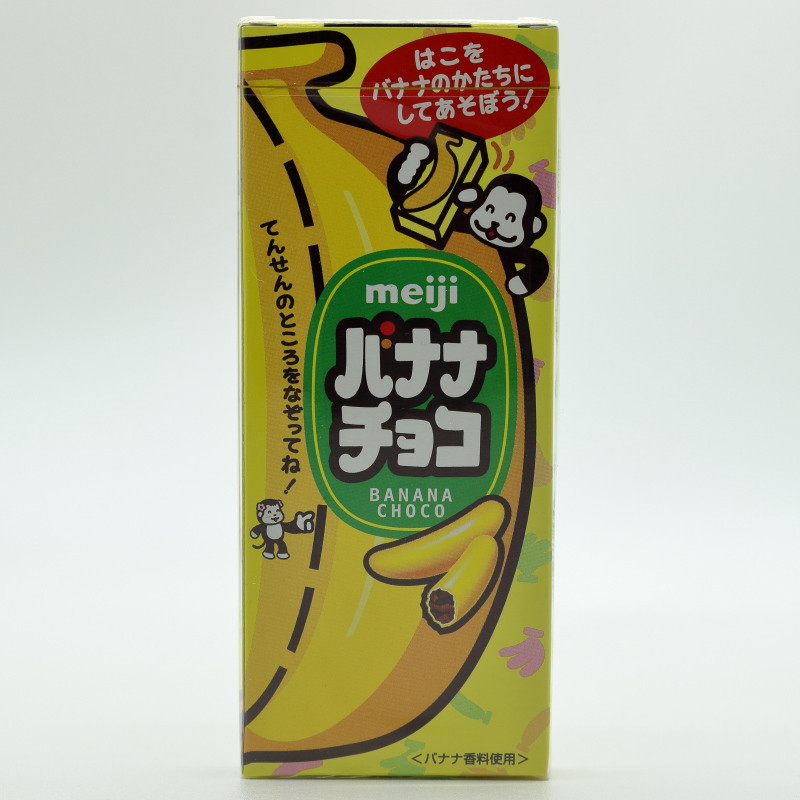 はこを
バナナのかたちに
してあそぼう!
てんせんのところをなぞってね!
meiji
バナナ
チョコ
BANANA
CHOCO
＜バナナ香料使用＞